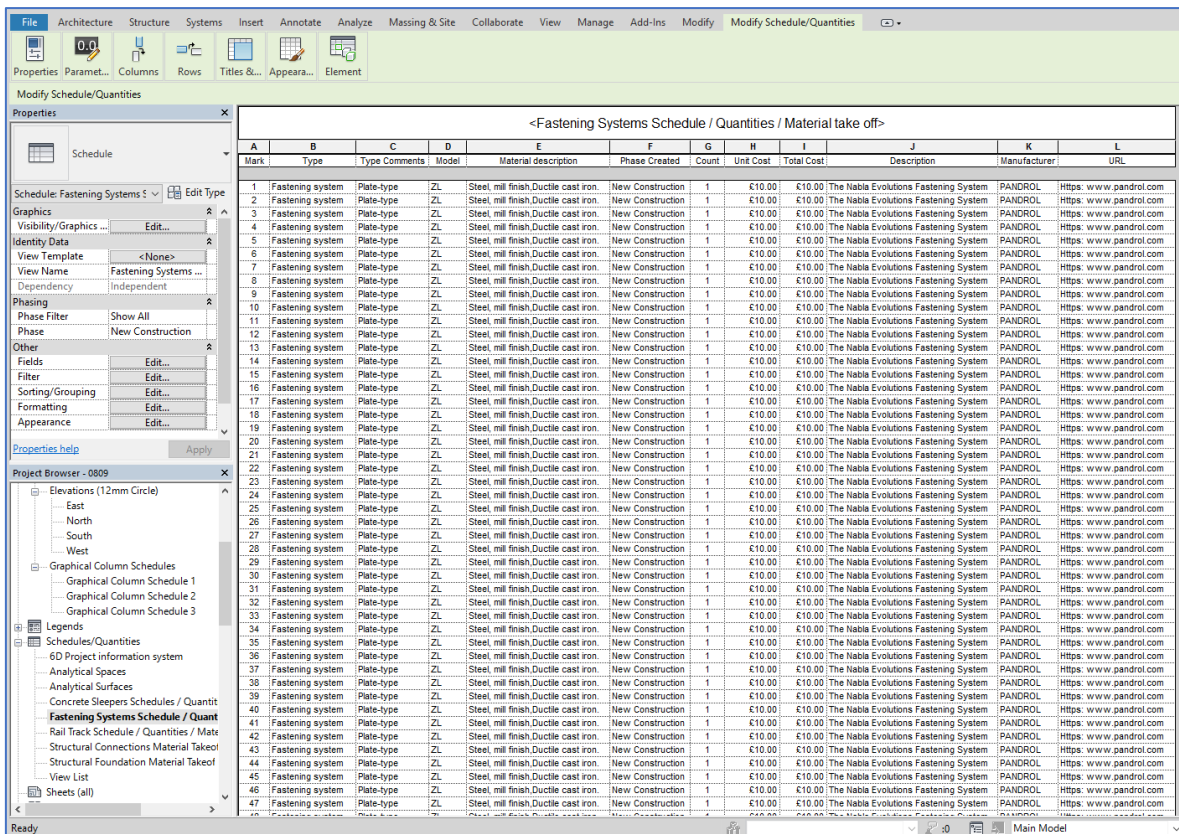 File Architecture Structure Systems Insert Annotate Analyze Massing & Site Collaborate View Manage Add-Ins Modify Modify Schedule/Quantities
Properties Paramet... Columns Rows Titles &... Appeara... Element
Modify Schedule/Quantities
Properties
Schedule
Schedule: Fastening Systems S Edit Type
Graphics
Visibility/Graphics ... Edit...
Identity Data
View Template <None>
View Name Fastening Systems ...
Dependency Independent
Phasing
Phase Filter Show All
Phase New Construction
Other
Fields Edit...
Filter Edit...
Sorting/Grouping Edit...
Formatting Edit...
Appearance Edit...
Properties help Apply
Project Browser - 0809
Elevations (12mm Circle)
East
North
South
West
Graphical Column Schedules
Graphical Column Schedule 1
Graphical Column Schedule 2
Graphical Column Schedule 3
Legends
Schedules/Quantities
6D Project information system
Analytical Spaces
Analytical Surfaces
Concrete Sleepers Schedules / Quantit
Fastening Systems Schedule / Quant
Rail Track Schedule / Quantities / Mate
Structural Connections Material Takeof
Structural Foundation Material Takeof
View List
Sheets (all)
<Fastening Systems Schedule / Quantities / Material take off>
A B C D E F G H I J K L
Mark Type Type Comments Model Material description Phase Created Count Unit Cost Total Cost Description Manufacturer URL
1 Fastening system Plate-type ZL Steel, mill finish,Ductile cast iron. New Construction 1 £10.00 £10.00 The Nabla Evolutions Fastening System PANDROL Https: www.pandrol.com
2 Fastening system Plate-type ZL Steel, mill finish,Ductile cast iron. New Construction 1 £10.00 £10.00 The Nabla Evolutions Fastening System PANDROL Https: www.pandrol.com
3 Fastening system Plate-type ZL Steel, mill finish,Ductile cast iron. New Construction 1 £10.00 £10.00 The Nabla Evolutions Fastening System PANDROL Https: www.pandrol.com
4 Fastening system Plate-type ZL Steel, mill finish,Ductile cast iron. New Construction 1 £10.00 £10.00 The Nabla Evolutions Fastening System PANDROL Https: www.pandrol.com
5 Fastening system Plate-type ZL Steel, mill finish,Ductile cast iron. New Construction 1 £10.00 £10.00 The Nabla Evolutions Fastening System PANDROL Https: www.pandrol.com
6 Fastening system Plate-type ZL Steel, mill finish,Ductile cast iron. New Construction 1 £10.00 £10.00 The Nabla Evolutions Fastening System PANDROL Https: www.pandrol.com
7 Fastening system Plate-type ZL Steel, mill finish,Ductile cast iron. New Construction 1 £10.00 £10.00 The Nabla Evolutions Fastening System PANDROL Https: www.pandrol.com
8 Fastening system Plate-type ZL Steel, mill finish,Ductile cast iron. New Construction 1 £10.00 £10.00 The Nabla Evolutions Fastening System PANDROL Https: www.pandrol.com
9 Fastening system Plate-type ZL Steel, mill finish,Ductile cast iron. New Construction 1 £10.00 £10.00 The Nabla Evolutions Fastening System PANDROL Https: www.pandrol.com
10 Fastening system Plate-type ZL Steel, mill finish,Ductile cast iron. New Construction 1 £10.00 £10.00 The Nabla Evolutions Fastening System PANDROL Https: www.pandrol.com
11 Fastening system Plate-type ZL Steel, mill finish,Ductile cast iron. New Construction 1 £10.00 £10.00 The Nabla Evolutions Fastening System PANDROL Https: www.pandrol.com
12 Fastening system Plate-type ZL Steel, mill finish,Ductile cast iron. New Construction 1 £10.00 £10.00 The Nabla Evolutions Fastening System PANDROL Https: www.pandrol.com
13 Fastening system Plate-type ZL Steel, mill finish,Ductile cast iron. New Construction 1 £10.00 £10.00 The Nabla Evolutions Fastening System PANDROL Https: www.pandrol.com
14 Fastening system Plate-type ZL Steel, mill finish,Ductile cast iron. New Construction 1 £10.00 £10.00 The Nabla Evolutions Fastening System PANDROL Https: www.pandrol.com
15 Fastening system Plate-type ZL Steel, mill finish,Ductile cast iron. New Construction 1 £10.00 £10.00 The Nabla Evolutions Fastening System PANDROL Https: www.pandrol.com
16 Fastening system Plate-type ZL Steel, mill finish,Ductile cast iron. New Construction 1 £10.00 £10.00 The Nabla Evolutions Fastening System PANDROL Https: www.pandrol.com
17 Fastening system Plate-type ZL Steel, mill finish,Ductile cast iron. New Construction 1 £10.00 £10.00 The Nabla Evolutions Fastening System PANDROL Https: www.pandrol.com
18 Fastening system Plate-type ZL Steel, mill finish,Ductile cast iron. New Construction 1 £10.00 £10.00 The Nabla Evolutions Fastening System PANDROL Https: www.pandrol.com
19 Fastening system Plate-type ZL Steel, mill finish,Ductile cast iron. New Construction 1 £10.00 £10.00 The Nabla Evolutions Fastening System PANDROL Https: www.pandrol.com
20 Fastening system Plate-type ZL Steel, mill finish,Ductile cast iron. New Construction 1 £10.00 £10.00 The Nabla Evolutions Fastening System PANDROL Https: www.pandrol.com
21 Fastening system Plate-type ZL Steel, mill finish,Ductile cast iron. New Construction 1 £10.00 £10.00 The Nabla Evolutions Fastening System PANDROL Https: www.pandrol.com
22 Fastening system Plate-type ZL Steel, mill finish,Ductile cast iron. New Construction 1 £10.00 £10.00 The Nabla Evolutions Fastening System PANDROL Https: www.pandrol.com
23 Fastening system Plate-type ZL Steel, mill finish,Ductile cast iron. New Construction 1 £10.00 £10.00 The Nabla Evolutions Fastening System PANDROL Https: www.pandrol.com
24 Fastening system Plate-type ZL Steel, mill finish,Ductile cast iron. New Construction 1 £10.00 £10.00 The Nabla Evolutions Fastening System PANDROL Https: www.pandrol.com
25 Fastening system Plate-type ZL Steel, mill finish,Ductile cast iron. New Construction 1 £10.00 £10.00 The Nabla Evolutions Fastening System PANDROL Https: www.pandrol.com
26 Fastening system Plate-type ZL Steel, mill finish,Ductile cast iron. New Construction 1 £10.00 £10.00 The Nabla Evolutions Fastening System PANDROL Https: www.pandrol.com
27 Fastening system Plate-type ZL Steel, mill finish,Ductile cast iron. New Construction 1 £10.00 £10.00 The Nabla Evolutions Fastening System PANDROL Https: www.pandrol.com
28 Fastening system Plate-type ZL Steel, mill finish,Ductile cast iron. New Construction 1 £10.00 £10.00 The Nabla Evolutions Fastening System PANDROL Https: www.pandrol.com
29 Fastening system Plate-type ZL Steel, mill finish,Ductile cast iron. New Construction 1 £10.00 £10.00 The Nabla Evolutions Fastening System PANDROL Https: www.pandrol.com
30 Fastening system Plate-type ZL Steel, mill finish,Ductile cast iron. New Construction 1 £10.00 £10.00 The Nabla Evolutions Fastening System PANDROL Https: www.pandrol.com
31 Fastening system Plate-type ZL Steel, mill finish,Ductile cast iron. New Construction 1 £10.00 £10.00 The Nabla Evolutions Fastening System PANDROL Https: www.pandrol.com
32 Fastening system Plate-type ZL Steel, mill finish,Ductile cast iron. New Construction 1 £10.00 £10.00 The Nabla Evolutions Fastening System PANDROL Https: www.pandrol.com
33 Fastening system Plate-type ZL Steel, mill finish,Ductile cast iron. New Construction 1 £10.00 £10.00 The Nabla Evolutions Fastening System PANDROL Https: www.pandrol.com
34 Fastening system Plate-type ZL Steel, mill finish,Ductile cast iron. New Construction 1 £10.00 £10.00 The Nabla Evolutions Fastening System PANDROL Https: www.pandrol.com
35 Fastening system Plate-type ZL Steel, mill finish,Ductile cast iron. New Construction 1 £10.00 £10.00 The Nabla Evolutions Fastening System PANDROL Https: www.pandrol.com
36 Fastening system Plate-type ZL Steel, mill finish,Ductile cast iron. New Construction 1 £10.00 £10.00 The Nabla Evolutions Fastening System PANDROL Https: www.pandrol.com
37 Fastening system Plate-type ZL Steel, mill finish,Ductile cast iron. New Construction 1 £10.00 £10.00 The Nabla Evolutions Fastening System PANDROL Https: www.pandrol.com
38 Fastening system Plate-type ZL Steel, mill finish,Ductile cast iron. New Construction 1 £10.00 £10.00 The Nabla Evolutions Fastening System PANDROL Https: www.pandrol.com
39 Fastening system Plate-type ZL Steel, mill finish,Ductile cast iron. New Construction 1 £10.00 £10.00 The Nabla Evolutions Fastening System PANDROL Https: www.pandrol.com
40 Fastening system Plate-type ZL Steel, mill finish,Ductile cast iron. New Construction 1 £10.00 £10.00 The Nabla Evolutions Fastening System PANDROL Https: www.pandrol.com
41 Fastening system Plate-type ZL Steel, mill finish,Ductile cast iron. New Construction 1 £10.00 £10.00 The Nabla Evolutions Fastening System PANDROL Https: www.pandrol.com
42 Fastening system Plate-type ZL Steel, mill finish,Ductile cast iron. New Construction 1 £10.00 £10.00 The Nabla Evolutions Fastening System PANDROL Https: www.pandrol.com
43 Fastening system Plate-type ZL Steel, mill finish,Ductile cast iron. New Construction 1 £10.00 £10.00 The Nabla Evolutions Fastening System PANDROL Https: www.pandrol.com
44 Fastening system Plate-type ZL Steel, mill finish,Ductile cast iron. New Construction 1 £10.00 £10.00 The Nabla Evolutions Fastening System PANDROL Https: www.pandrol.com
45 Fastening system Plate-type ZL Steel, mill finish,Ductile cast iron. New Construction 1 £10.00 £10.00 The Nabla Evolutions Fastening System PANDROL Https: www.pandrol.com
46 Fastening system Plate-type ZL Steel, mill finish,Ductile cast iron. New Construction 1 £10.00 £10.00 The Nabla Evolutions Fastening System PANDROL Https: www.pandrol.com
47 Fastening system Plate-type ZL Steel, mill finish,Ductile cast iron. New Construction 1 £10.00 £10.00 The Nabla Evolutions Fastening System PANDROL Https: www.pandrol.com
Ready :0 Main Model